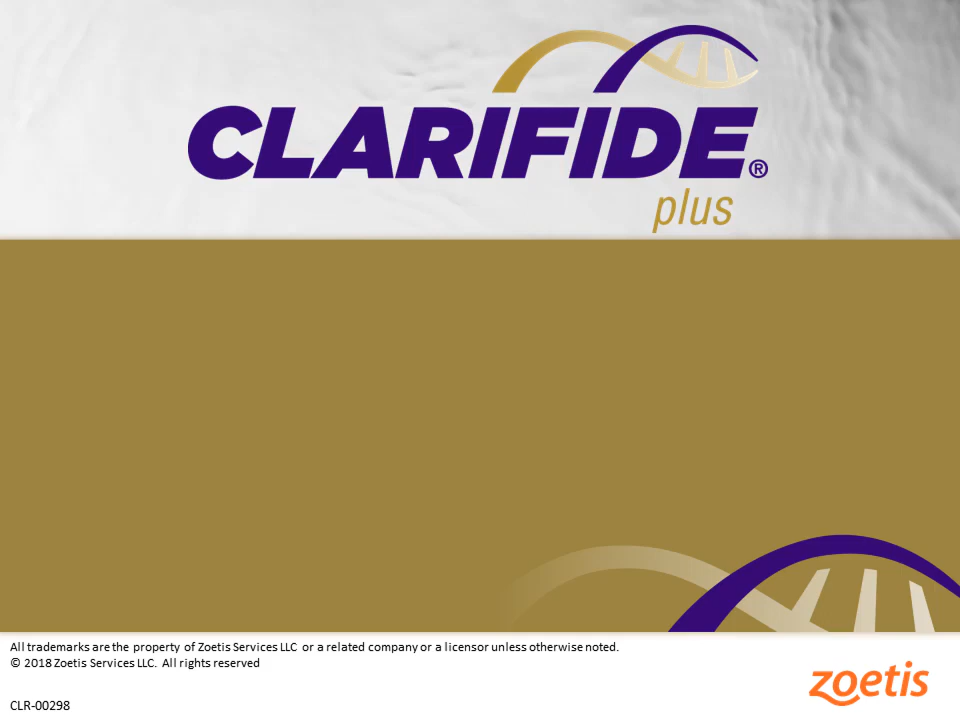 CLARIFIDE®
plus
All trademarks are the property of Zoetis Services LLC or a related company or a licensor unless otherwise noted.
© 2018 Zoetis Services LLC. All rights reserved
zoetis
CLR-00298